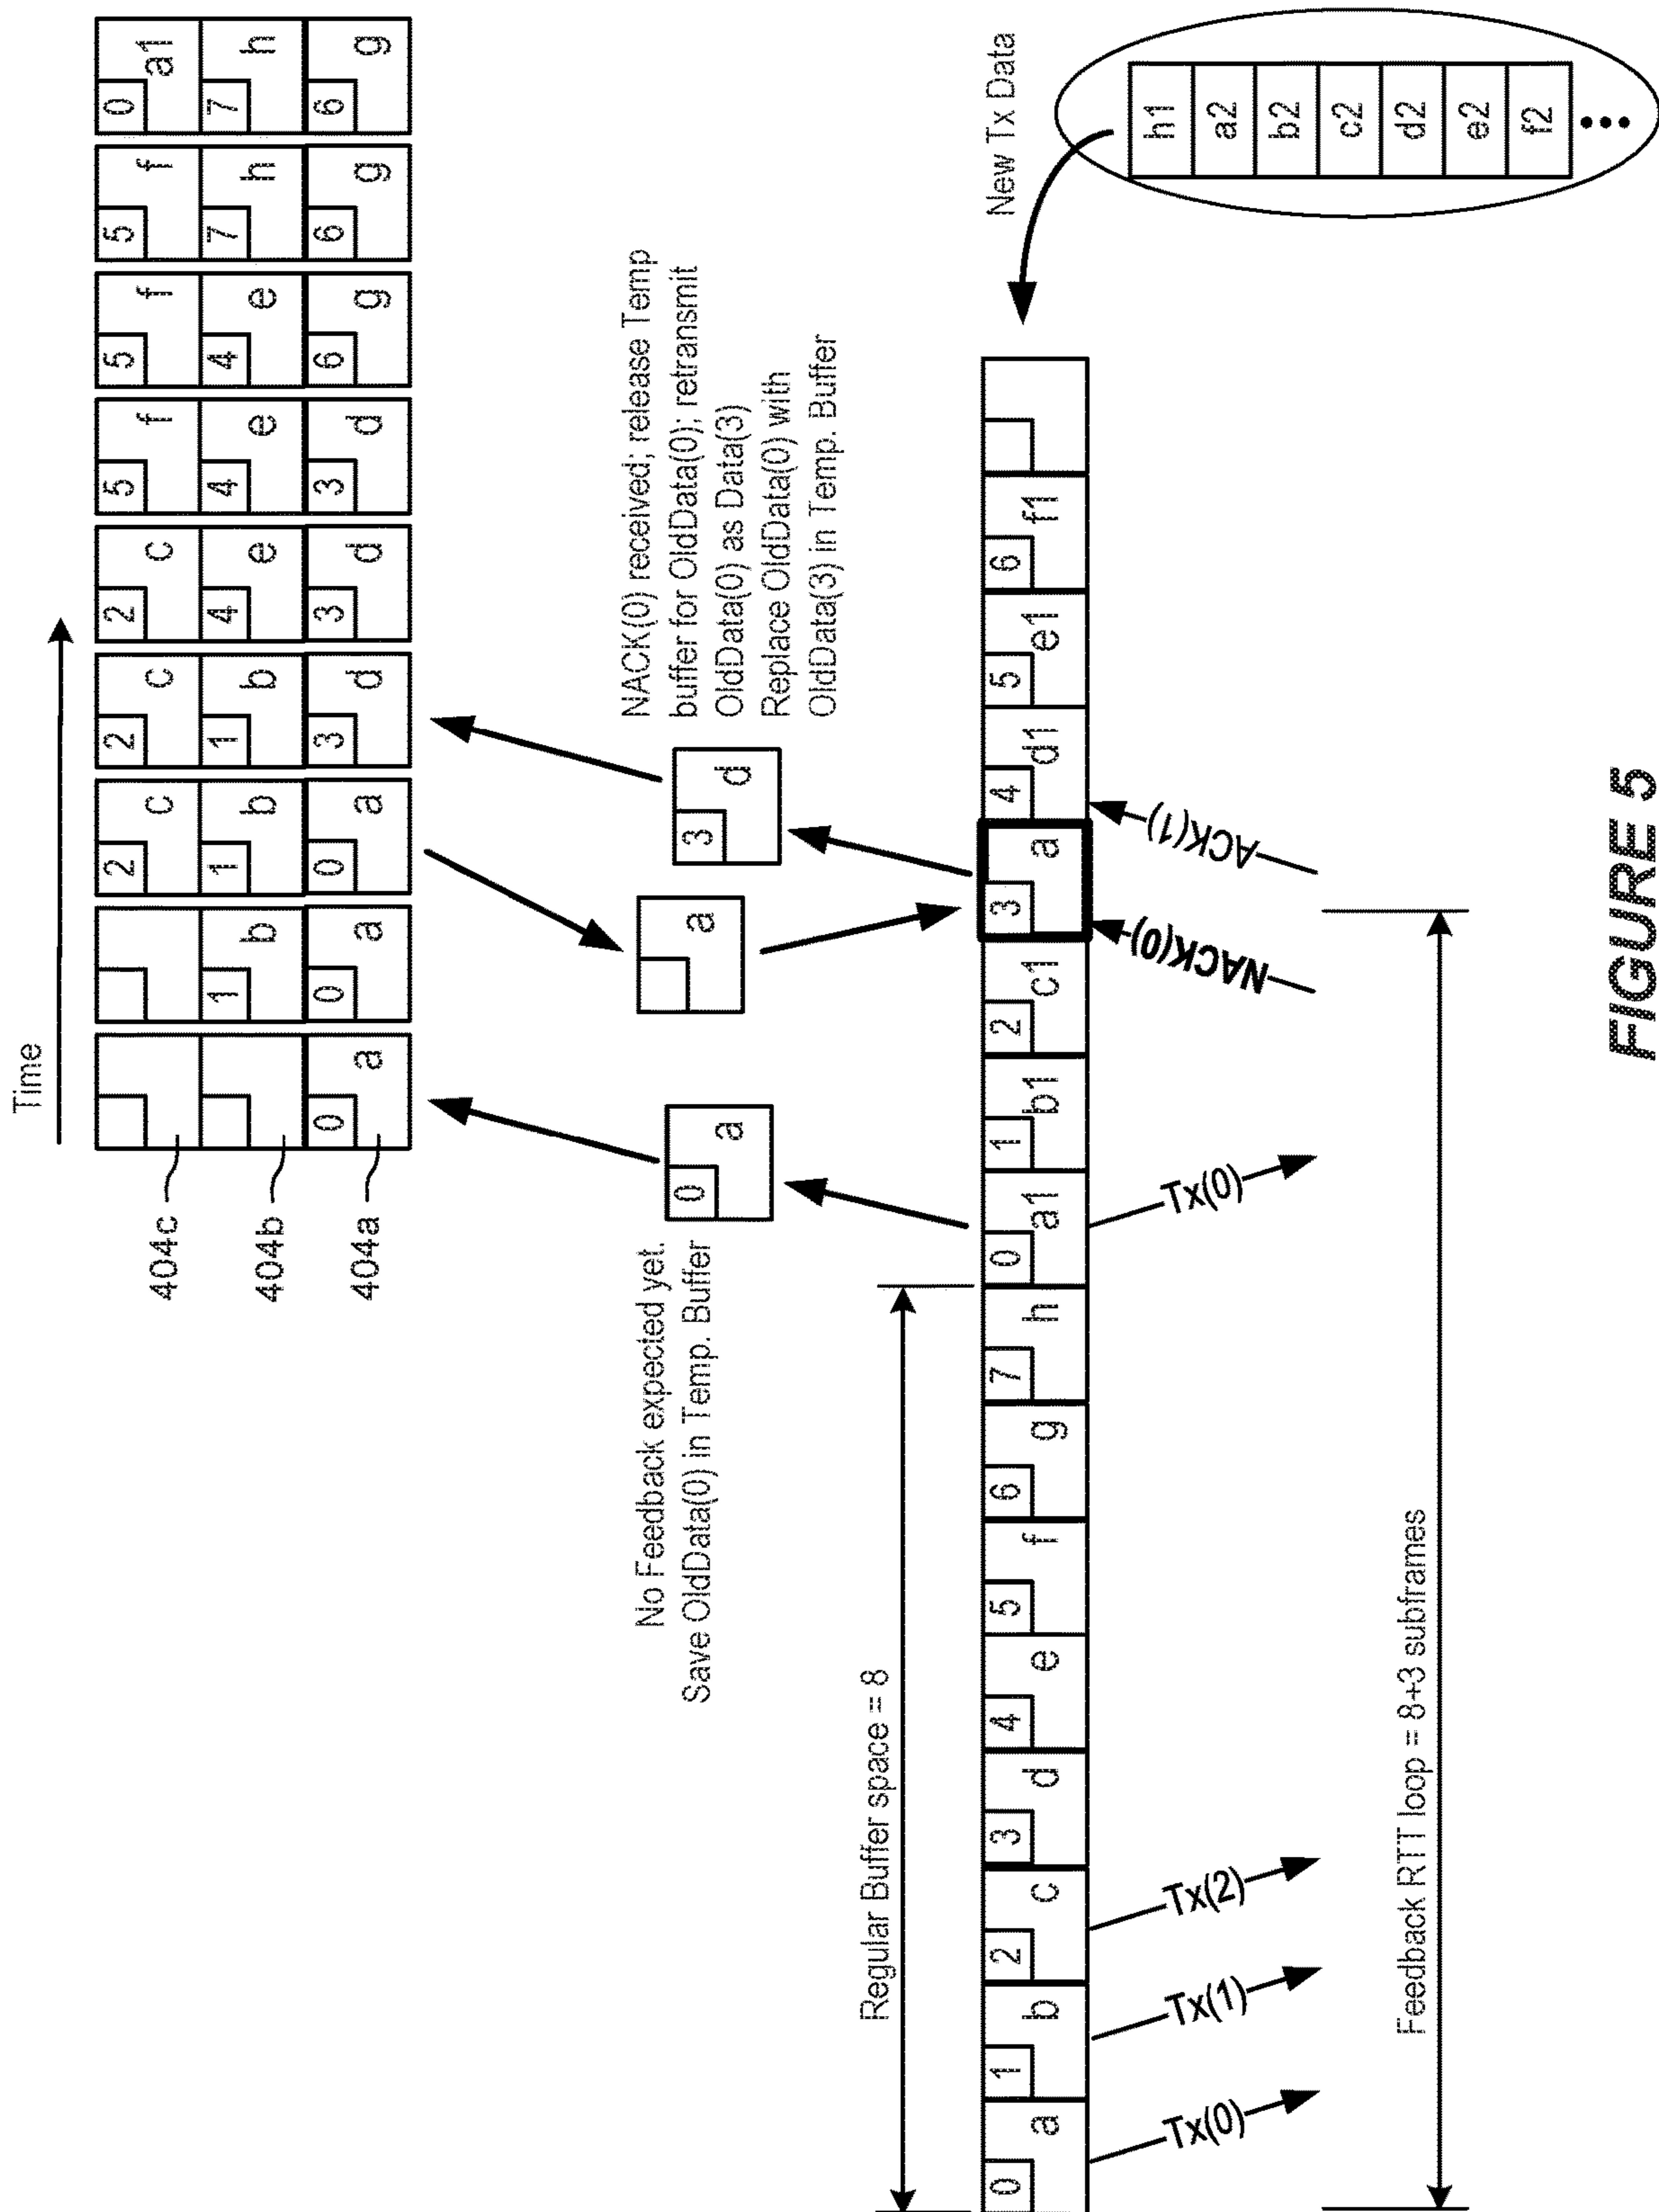 Time
404c
2 2 2 5 5 5 0
c c c f f f a1
404b
1 1 1 4 4 4 7 7
b b b e e e h h
404a
0 0 0 3 3 3 6 6 6
a a a d d d g g g
No Feedback expected yet.
Save OldData(0) in Temp. Buffer
0
a
a
3
d
NACK(0) received; release Temp
buffer for OldData(0); retransmit
OldData(0) as Data(3)
Replace OldData(0) with
OldData(3) in Temp. Buffer
Regular Buffer space = 8
New Tx Data
0 1 2 3 4 5 6 7 0 1 2 3 4 5 6
a b c d e f g h a1 b1 c1 a d1 e1 f1
h1
a2
b2
c2
d2
e2
f2
Tx(0)
Tx(1)
Tx(2)
Tx(0)
NACK(0)
ACK(1)
Feedback RTT loop = 8+3 subframes
FIGURE 5